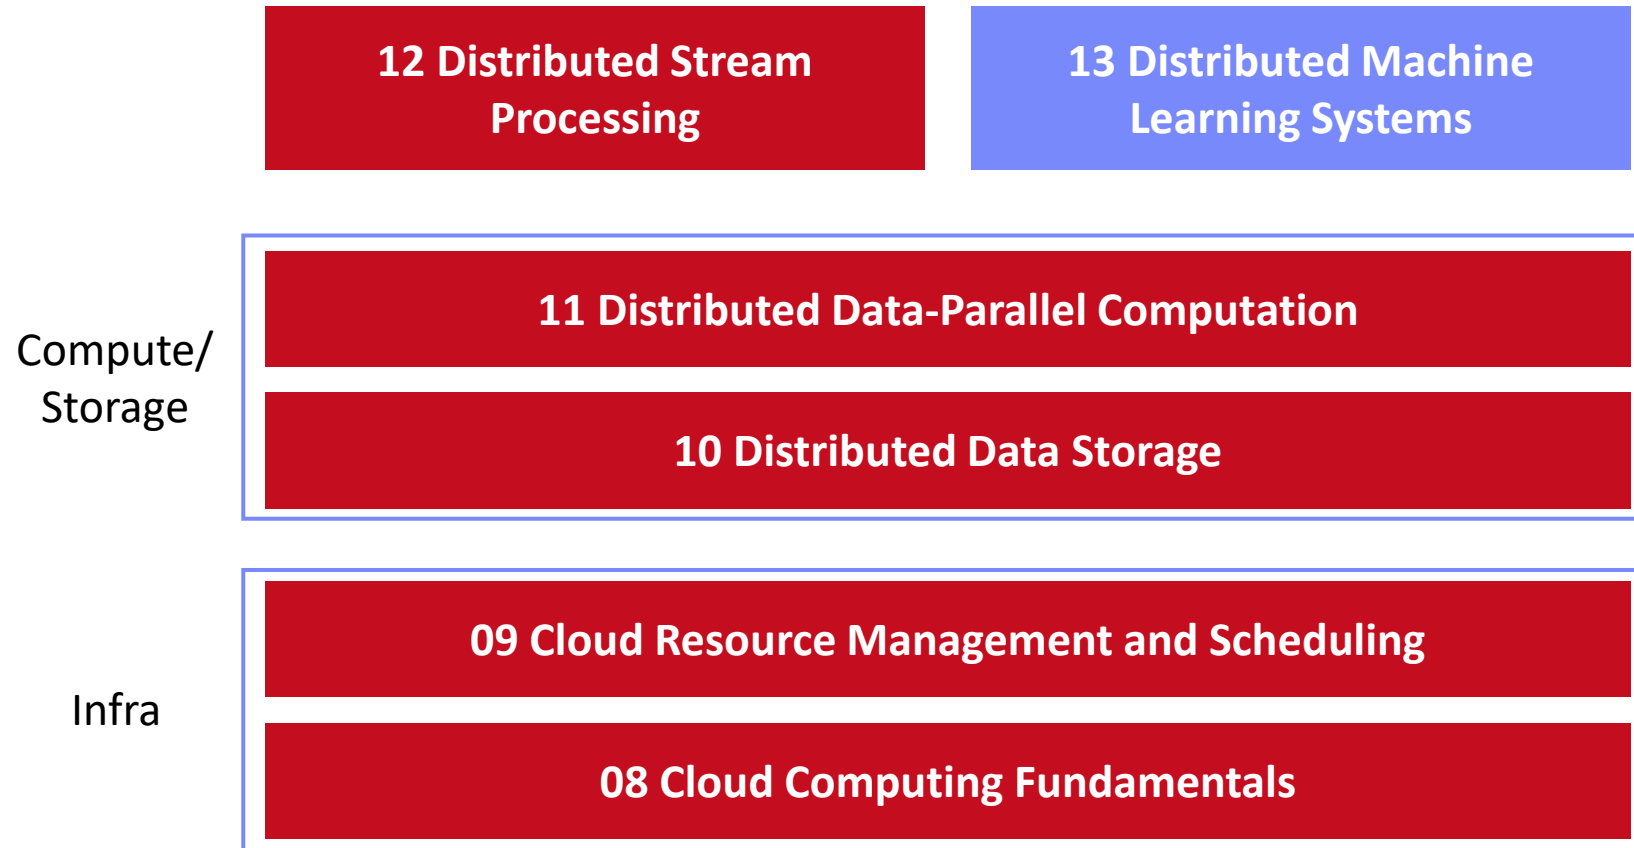 12 Distributed Stream
Processing
13 Distributed Machine
Learning Systems
Compute/
Storage
11 Distributed Data-Parallel Computation
10 Distributed Data Storage
Infra
09 Cloud Resource Management and Scheduling
08 Cloud Computing Fundamentals